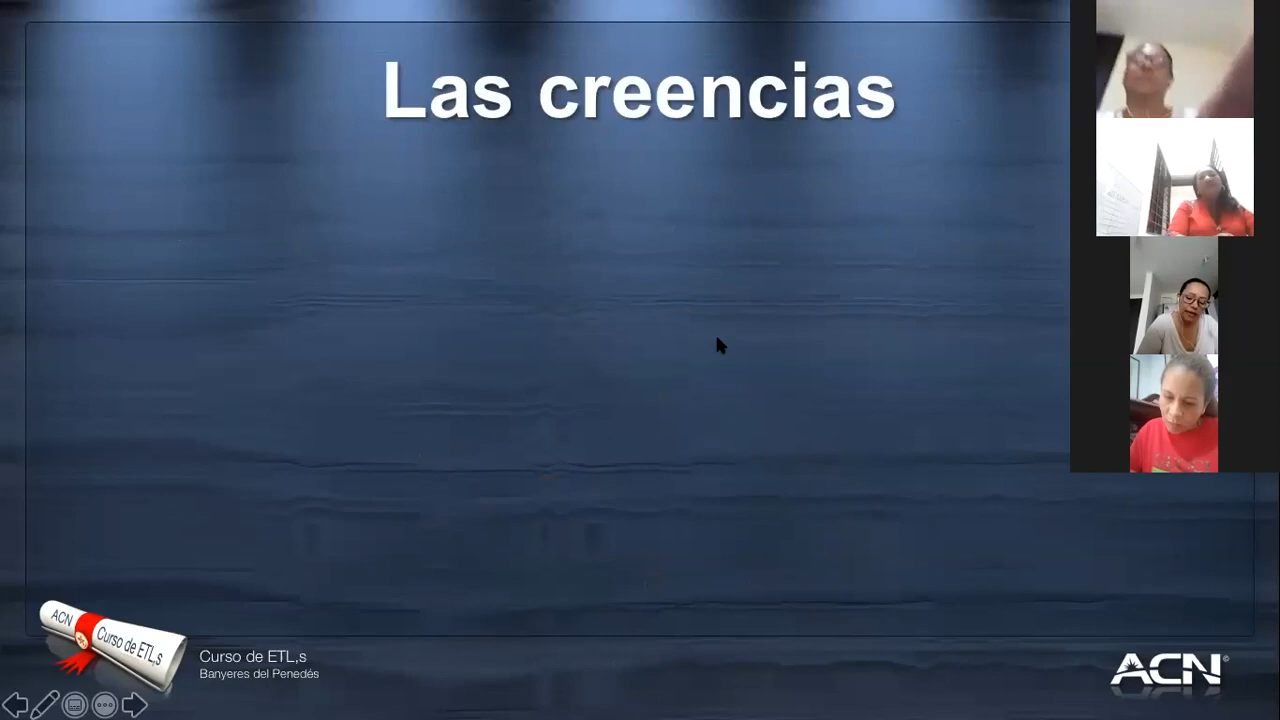 Las creencias
ACN
Curso de ETL,s
Curso de ETL,s
Banyeres del Penedés
ACN